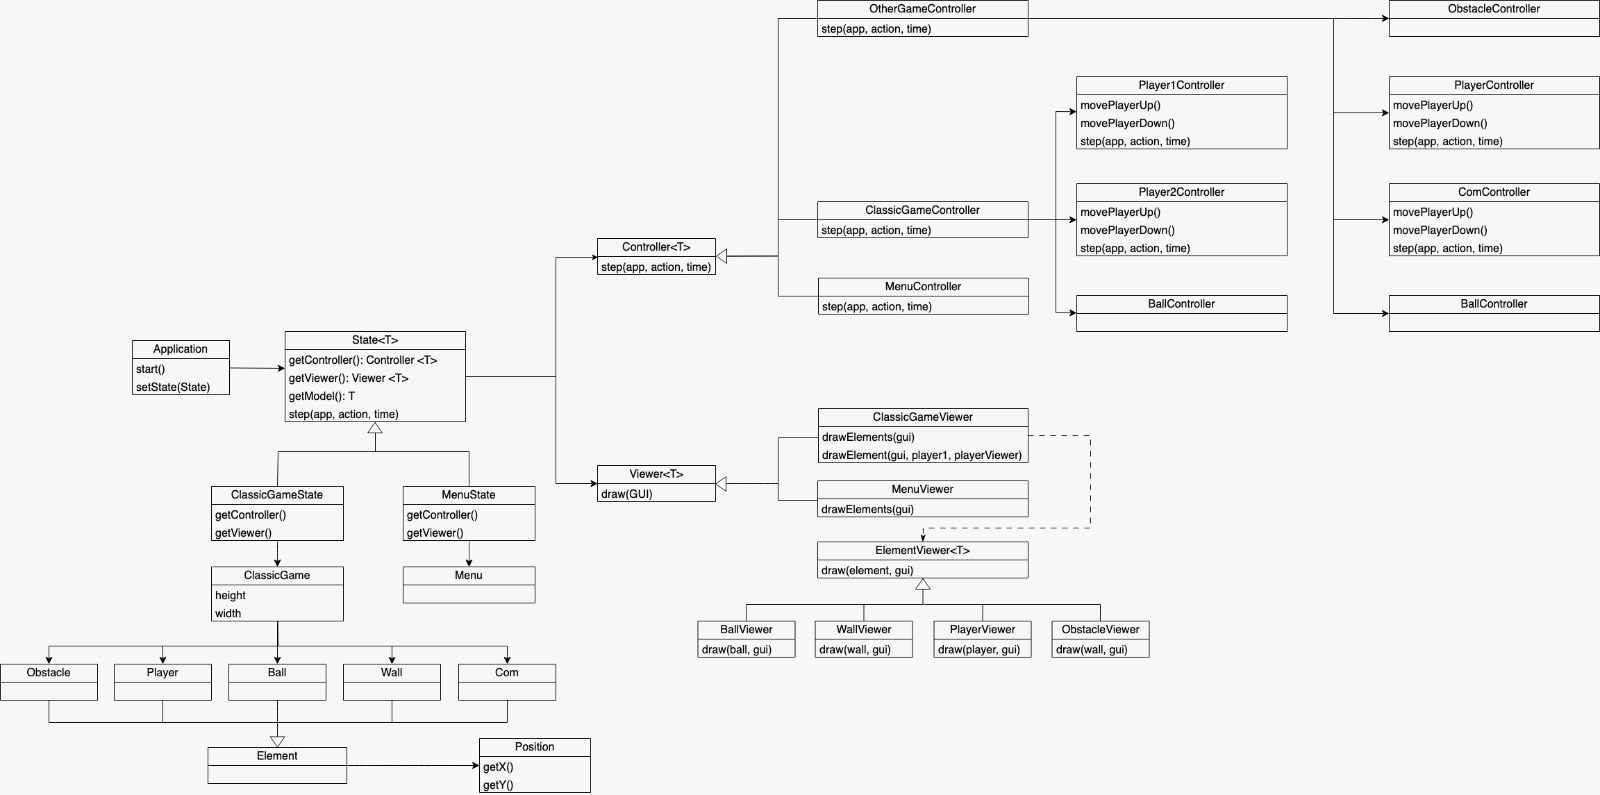 OtherGameController
step(app, action, time)
ObstacleController
Player1Controller
movePlayerUp()
movePlayerDown()
step(app, action, time)
PlayerController
movePlayerUp()
movePlayerDown()
step(app, action, time)
ClassicGameController
step(app, action, time)
Player2Controller
movePlayerUp()
movePlayerDown()
step(app, action, time)
ComController
movePlayerUp()
movePlayerDown()
step(app, action, time)
Controller<T>
step(app, action, time)
MenuController
step(app, action, time)
BallController
BallController
Application
start()
setState(State)
State<T>
getController(): Controller <T>
getViewer(): Viewer <T>
getModel(): T
step(app, action, time)
ClassicGameViewer
drawElements(gui)
drawElement(gui, player1, playerViewer)
Viewer<T>
draw(GUI)
MenuViewer
drawElements(gui)
ClassicGameState
getController()
getViewer()
MenuState
getController()
getViewer()
ElementViewer<T>
draw(element, gui)
ClassicGame
height
width
Menu
BallViewer
draw(ball, gui)
WallViewer
draw(wall, gui)
PlayerViewer
draw(player, gui)
ObstacleViewer
draw(wall, gui)
Obstacle
Player
Ball
Wall
Com
Element
Position
getX()
getY()